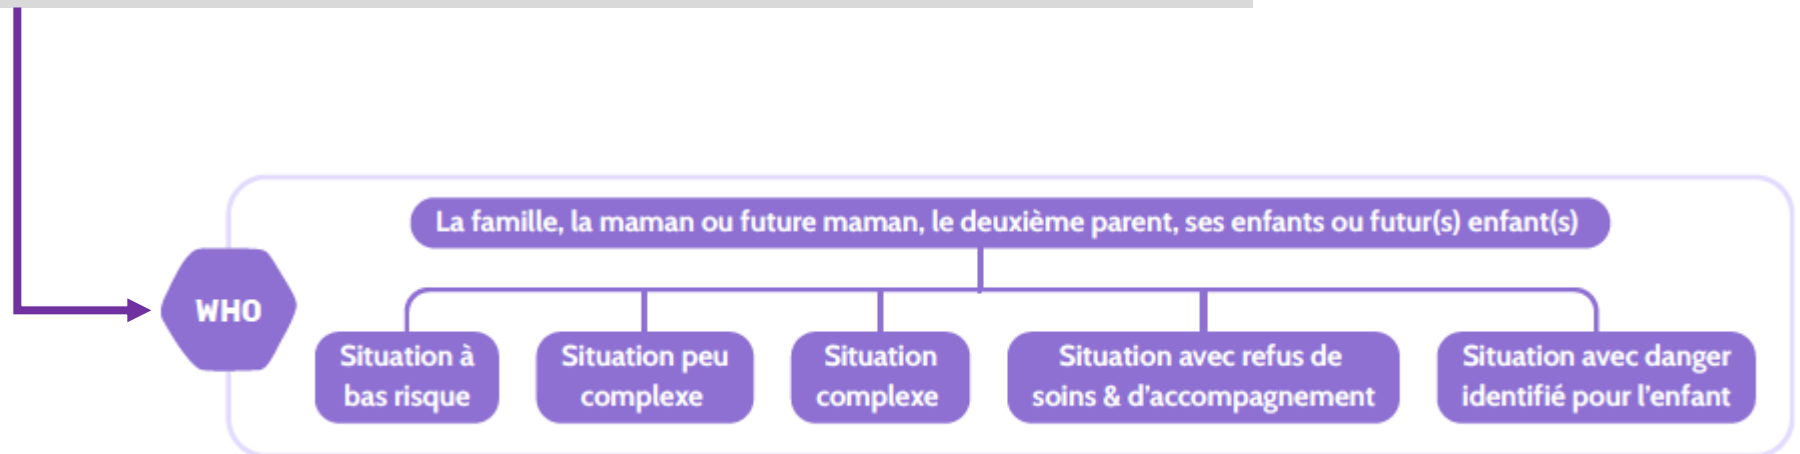 La famille, la maman ou future maman, le deuxième parent, ses enfants ou futur(s) enfant(s)
WHO
Situation à
bas risque
Situation peu
complexe
Situation
complexe
Situation avec refus de
soins & d'accompagnement
Situation avec danger
identifié pour l'enfant